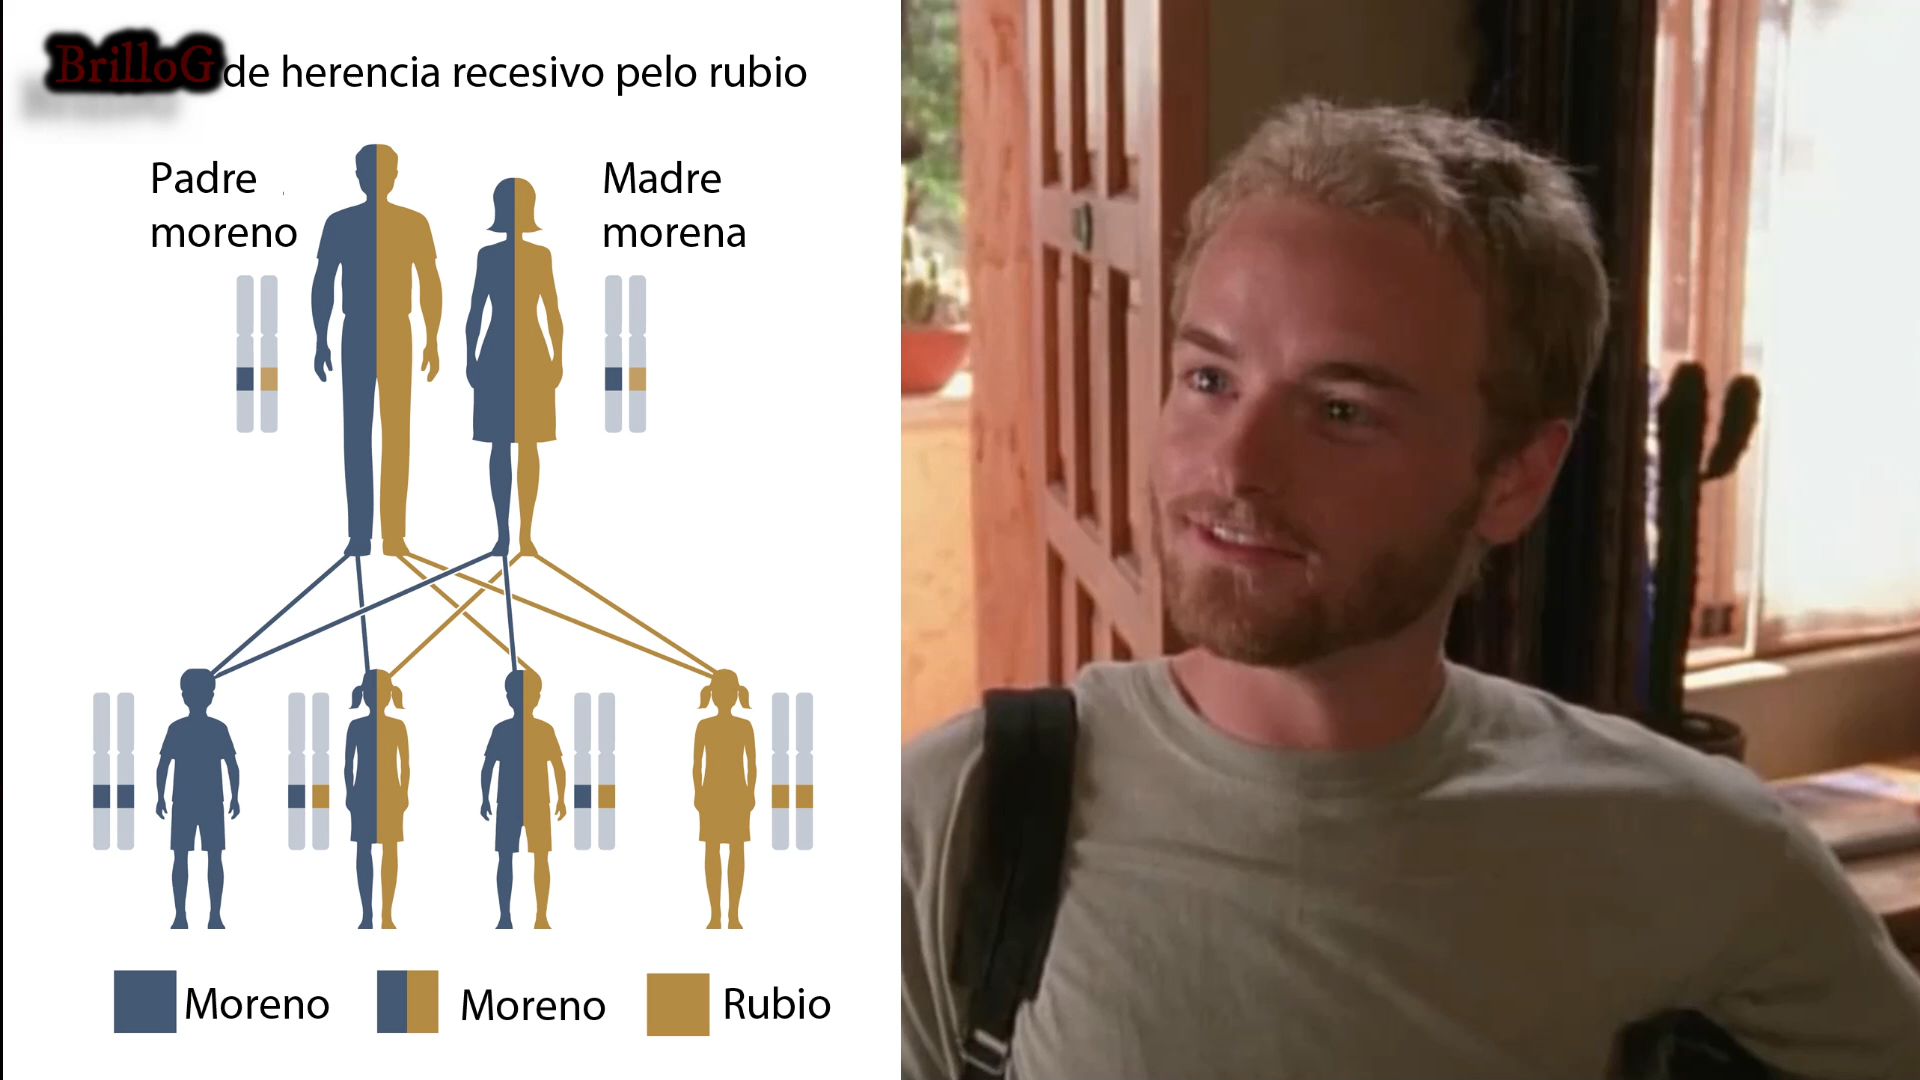 BrilloG de herencia recesivo pelo rubio
Padre
moreno
Madre
morena
Moreno
Moreno
Rubio